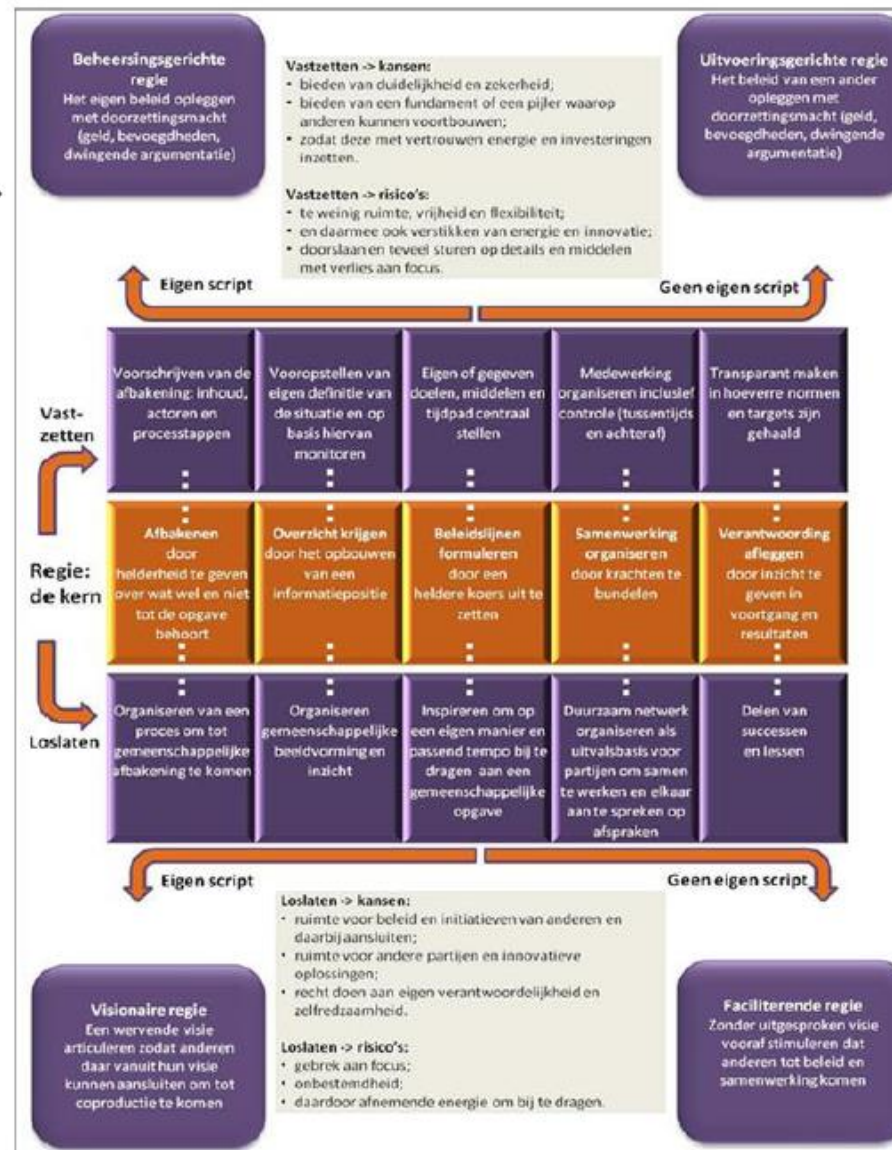 Beheersingsgerichte
regie
Het eigen beleid opleggen
met doorzettingsmacht
(geld, bevoegdheden,
dwingende argumentatie)
Vastzetten -> kansen:
• bieden van duidelijkheid en zekerheid;
• bieden van een fundament of een pijler waarop
anderen kunnen voortbouwen;
• zodat deze met vertrouwen energie en investeringen
inzetten.
Vastzetten -> risico's:
• te weinig ruimte, vrijheid en flexibiliteit;
• en daarmee ook verstikken van energie en innovatie;
• doorslaan en teveel sturen op details en middelen
met verlies aan focus.
Uitvoeringsgerichte regie
Het beleid van een ander
opleggen met
doorzettingsmacht (geld,
bevoegdheden, dwingende
argumentatie)
Eigen script
Geen eigen script
Vast-
zetten
Voorschrijven van de
afbakening: inhoud,
actoren en
processtappen
Vooropstellen van
eigen definitie van
de situatie en op
basis hiervan
monitoren
Eigen of gegeven
doelen, middelen en
tijdpad centraal
stellen
Medewerking
organiseren inclusief
controle (tussentijds
en achteraf)
Transparant maken
in hoeverre normen
en targets zijn
gehaald
Regie:
de kern
Afbakenen
door
helderheid te geven
over wat wel en niet
tot de opgave
behoort
Overzicht krijgen
door het opbouwen
van een
informatiepositie
Beleidslijnen
formuleren
door een
heldere koers uit te
zetten
Samenwerking
organiseren
door krachten te
bundelen
Verantwoording
afleggen
door inzicht te
geven in
voortgang en
resultaten
Loslaten
Organiseren van een
proces om tot
gemeenschappelijke
afbakening te komen
Organiseren
gemeenschappelijke
beeldvorming en
inzicht
Inspireren om op
een eigen manier en
passend tempo bij te
dragen aan een
gemeenschappelijke
opgave
Duurzaam netwerk
organiseren als
uitvalsbasis voor
partijen om samen
te werken en elkaar
aan te spreken op
afspraken
Delen van
successen
en lessen
Eigen script
Geen eigen script
Visionaire regie
Een wervende visie
articuleren zodat anderen
daar vanuit hun visie
kunnen aansluiten om tot
coproductie te komen
Loslaten -> kansen:
• ruimte voor beleid en initiatieven van anderen en
daarbij aansluiten;
• ruimte voor andere partijen en innovatieve
oplossingen;
• recht doen aan eigen verantwoordelijkheid en
zelfredzaamheid.
Loslaten -> risico's:
• gebrek aan focus;
• onbestemdheid;
• daardoor afnemende energie om bij te dragen.
Faciliterende regie
Zonder uitgesproken visie
vooraf stimuleren dat
anderen tot beleid en
samenwerking komen